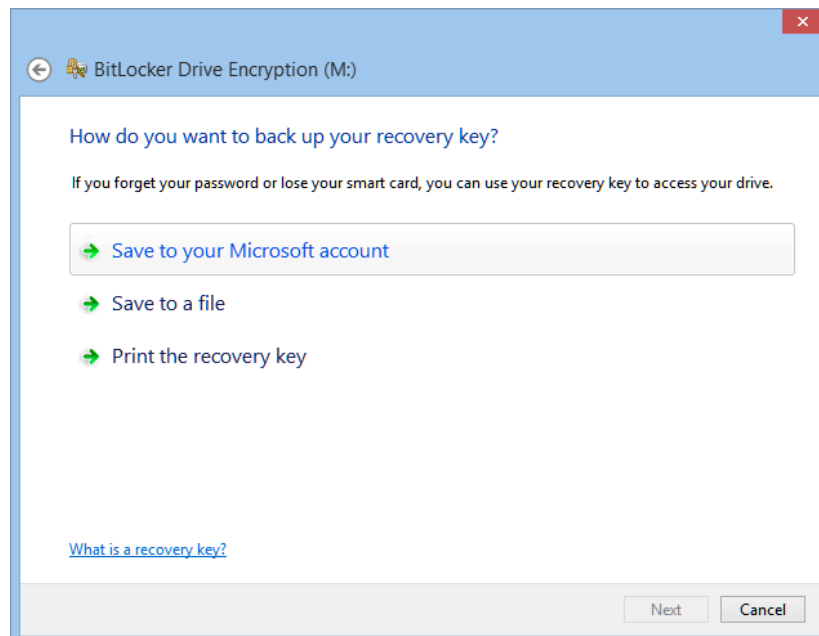 BitLocker Drive Encryption (M:)
How do you want to back up your recovery key?
If you forget your password or lose your smart card, you can use your recovery key to access your drive.
Save to your Microsoft account
Save to a file
Print the recovery key
What is a recovery key?
Next
Cancel